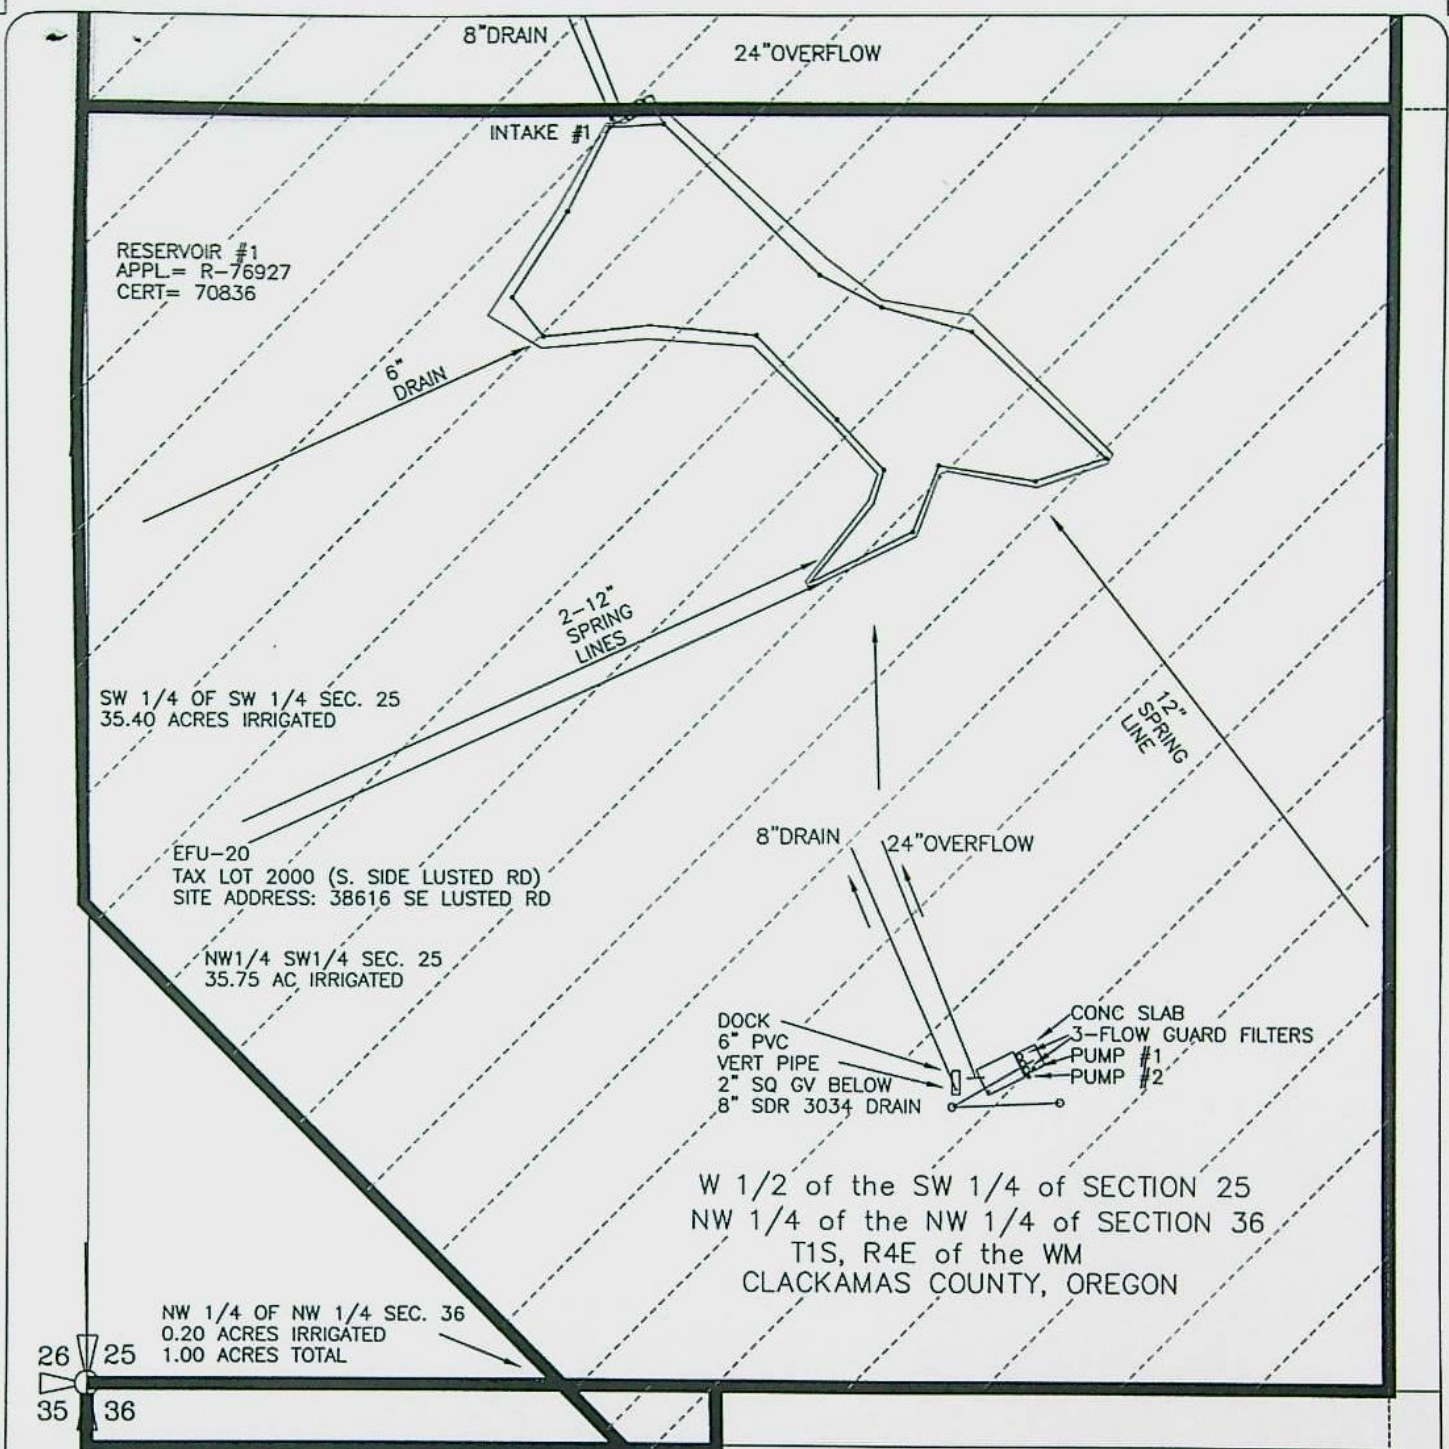 8"DRAIN
24"OVERFLOW
INTAKE #1
RESERVOIR #1
APPL= R-76927
CERT= 70836
6"
DRAIN
2-12"
SPRING
LINES
SW 1/4 OF SW 1/4 SEC. 25
35.40 ACRES IRRIGATED
12"
SPRING
LINE
8"DRAIN
24"OVERFLOW
EFU-20
TAX LOT 2000 (S. SIDE LUSTED RD)
SITE ADDRESS: 38616 SE LUSTED RD
NW1/4 SW1/4 SEC. 25
35.75 AC IRRIGATED
DOCK
6" PVC
VERT PIPE
2" SQ GV BELOW
8" SDR 3034 DRAIN
CONC SLAB
3-FLOW GUARD FILTERS
PUMP #1
PUMP #2
W 1/2 of the SW 1/4 of SECTION 25
NW 1/4 of the NW 1/4 of SECTION 36
T1S, R4E of the WM
CLACKAMAS COUNTY, OREGON
NW 1/4 OF NW 1/4 SEC. 36
0.20 ACRES IRRIGATED
1.00 ACRES TOTAL
26 25
35 36